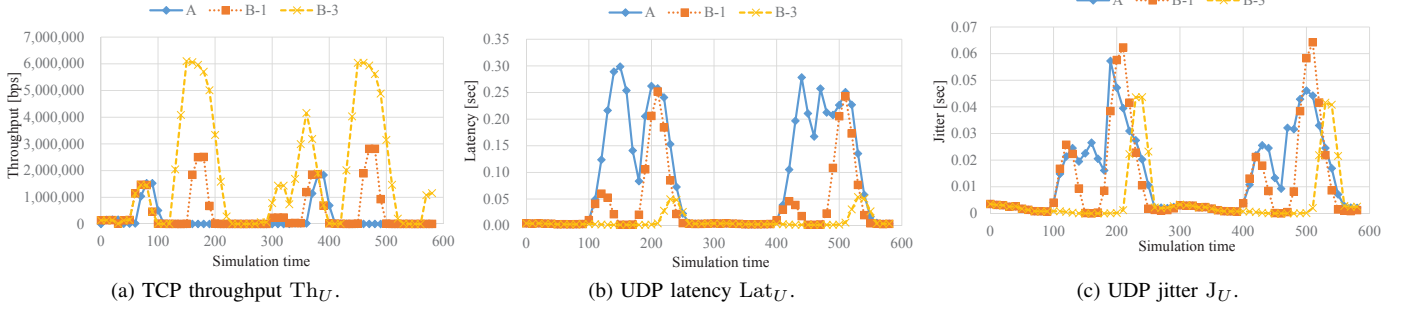 A B-1 B-3
7,000,000
6,000,000
5,000,000
4,000,000
3,000,000
2,000,000
1,000,000
0
Throughput [bps]
0 100 200 300 400 500 600
Simulation time
(a) TCP throughput ThU.
A B-1 B-3
0.35
0.30
0.25
0.20
0.15
0.10
0.05
0.00
Latency [sec]
0 100 200 300 400 500 600
Simulation time
(b) UDP latency LatU.
A B-1 B-3
0.07
0.06
0.05
0.04
0.03
0.02
0.01
0
Jitter [sec]
0 100 200 300 400 500 600
Simulation time
(c) UDP jitter JU.